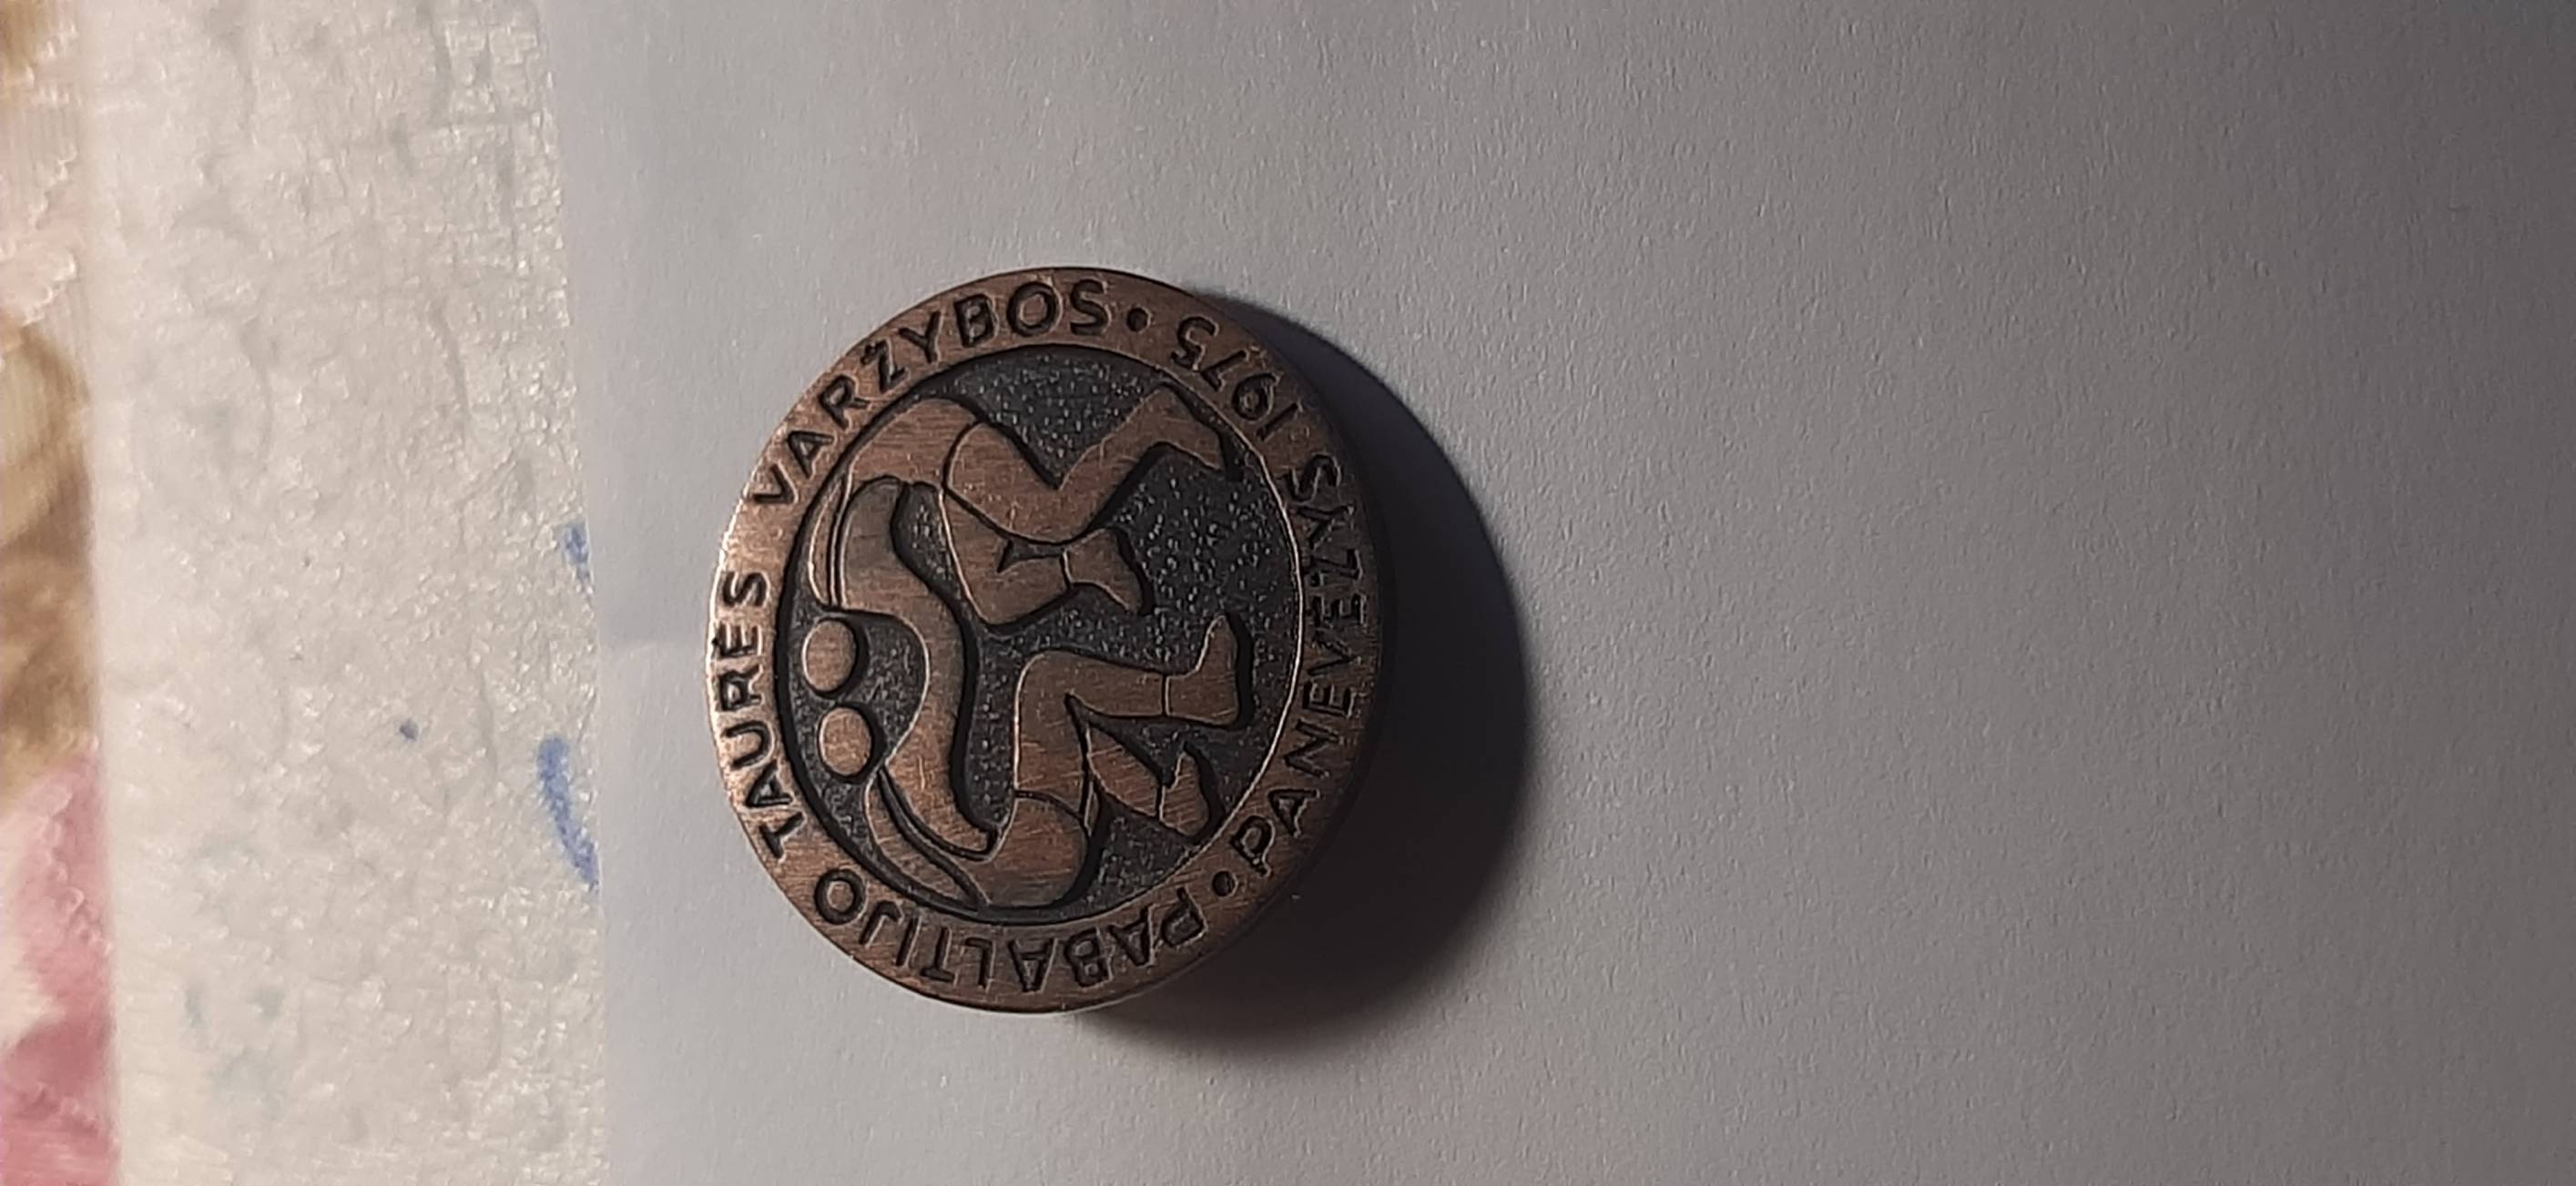 PABALTIJO TAURĖS VARŽYBOS •
PANEVĖŽYS 1975 •